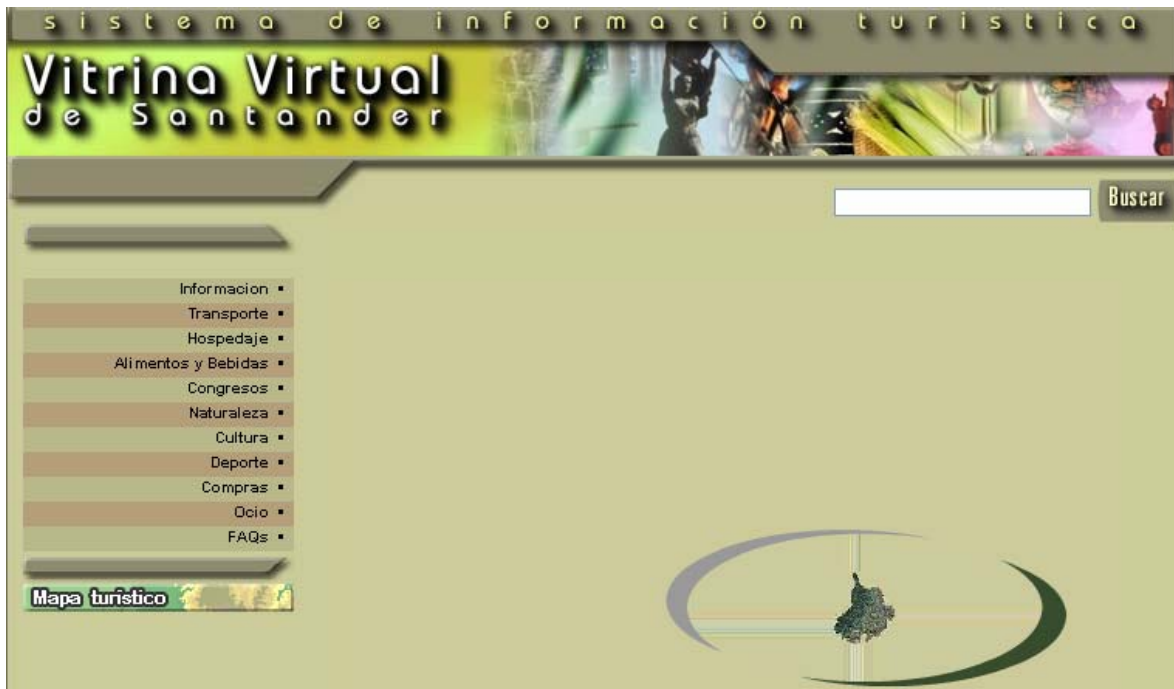 sistema de información turistica
Vitrina Virtual
de Santander
Buscar
Informacion
Transporte
Hospedaje
Alimentos y Bebidas
Congresos
Naturaleza
Cultura
Deporte
Compras
Ocio
FAQs
Mapa turístico